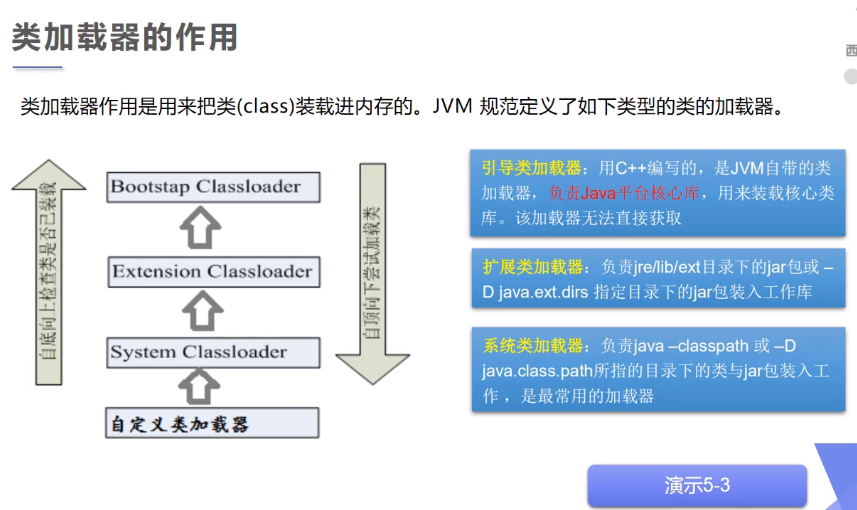 类加载器的作用
西
类加载器作用是用来把类(class)装载进内存的。JVM 规范定义了如下类型的类的加载器。
自底向上检查类是否已装载
Bootstap Classloader
Extension Classloader
System Classloader
自定义类加载器
自顶向下尝试加载类
引导类加载器：用C++编写的，是JVM自带的类
加载器，负责Java平台核心库，用来装载核心类
库。该加载器无法直接获取
扩展类加载器：负责jre/lib/ext目录下的jar包或 –
D java.ext.dirs 指定目录下的jar包装入工作库
系统类加载器：负责java –classpath 或 –D
java.class.path所指的目录下的类与jar包装入工
作 ，是最常用的加载器
演示5-3